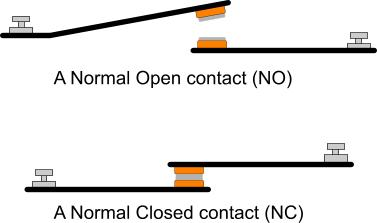 A Normal Open contact (NO)
A Normal Closed contact (NC)